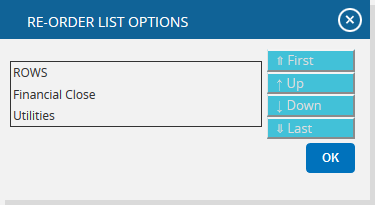 RE-ORDER LIST OPTIONS
ROWS
Financial Close
Utilities
⇑ First
↑ Up
↓ Down
⇓ Last
OK